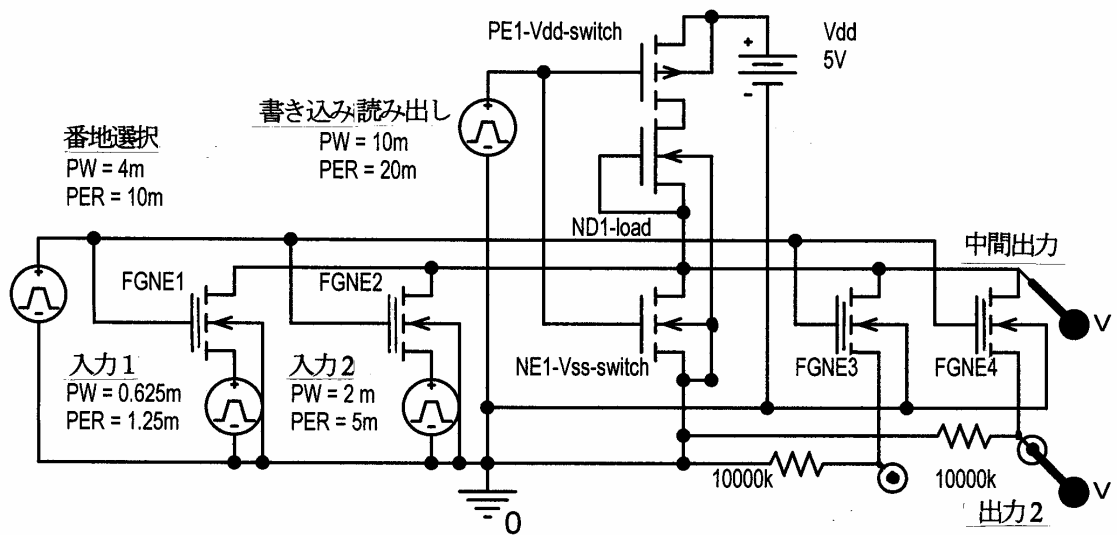 PE1-Vdd-switch
Vdd
5V
+
-
書き込み読み出し
PW = 10m
PER = 20m
番地選択
PW = 4m
PER = 10m
ND1-load
中間出力
FGNE1
FGNE2
V
入力1
PW = 0.625m
PER = 1.25m
入力2
PW = 2 m
PER = 5m
NE1-Vss-switch
FGNE3
FGNE4
10000k
10000k
V
0
出力2